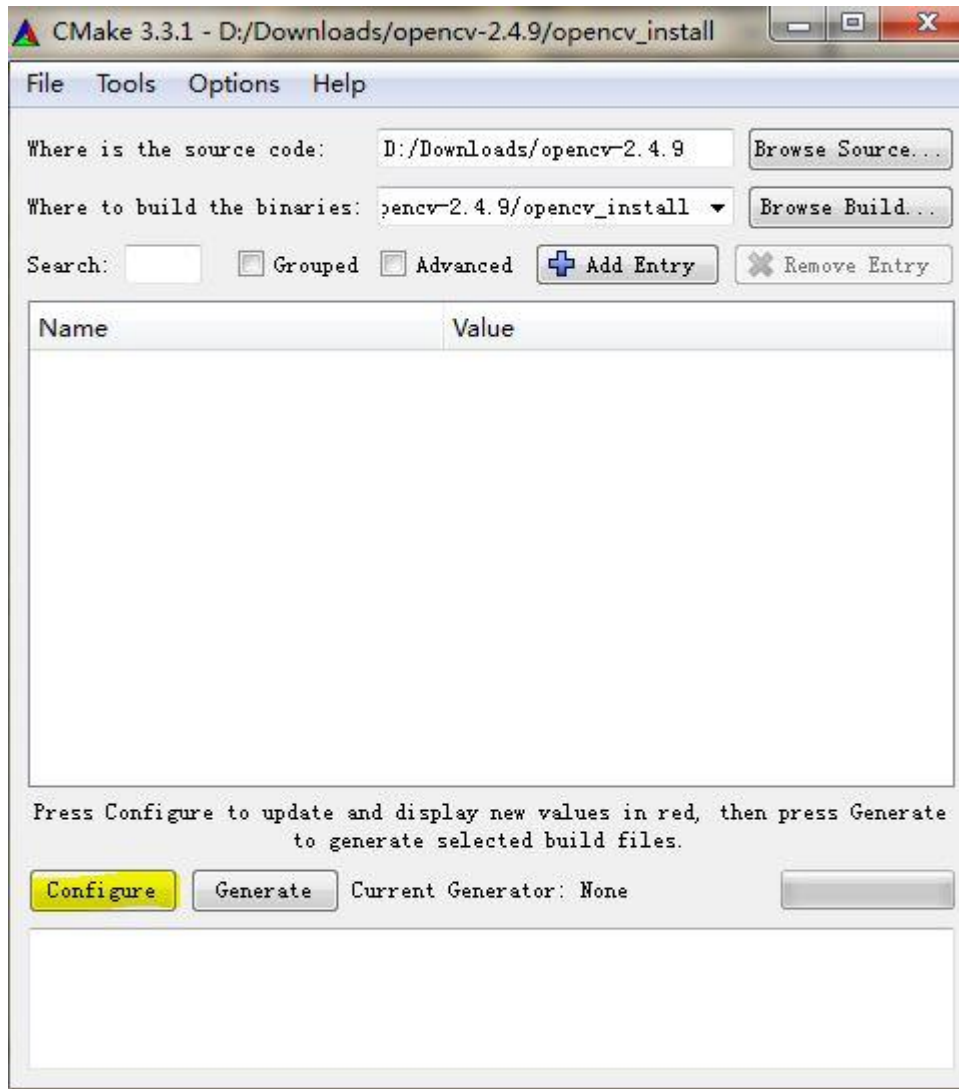 CMake 3.3.1 - D:/Downloads/opencv-2.4.9/opencv_install
File Tools Options Help
Where is the source code: D:/Downloads/opencv-2.4.9 Browse Source...
Where to build the binaries: pencv-2.4.9/opencv_install Browse Build...
Search: Grouped Advanced Add Entry Remove Entry
Name Value
Press Configure to update and display new values in red, then press Generate
to generate selected build files.
Configure Generate Current Generator: None